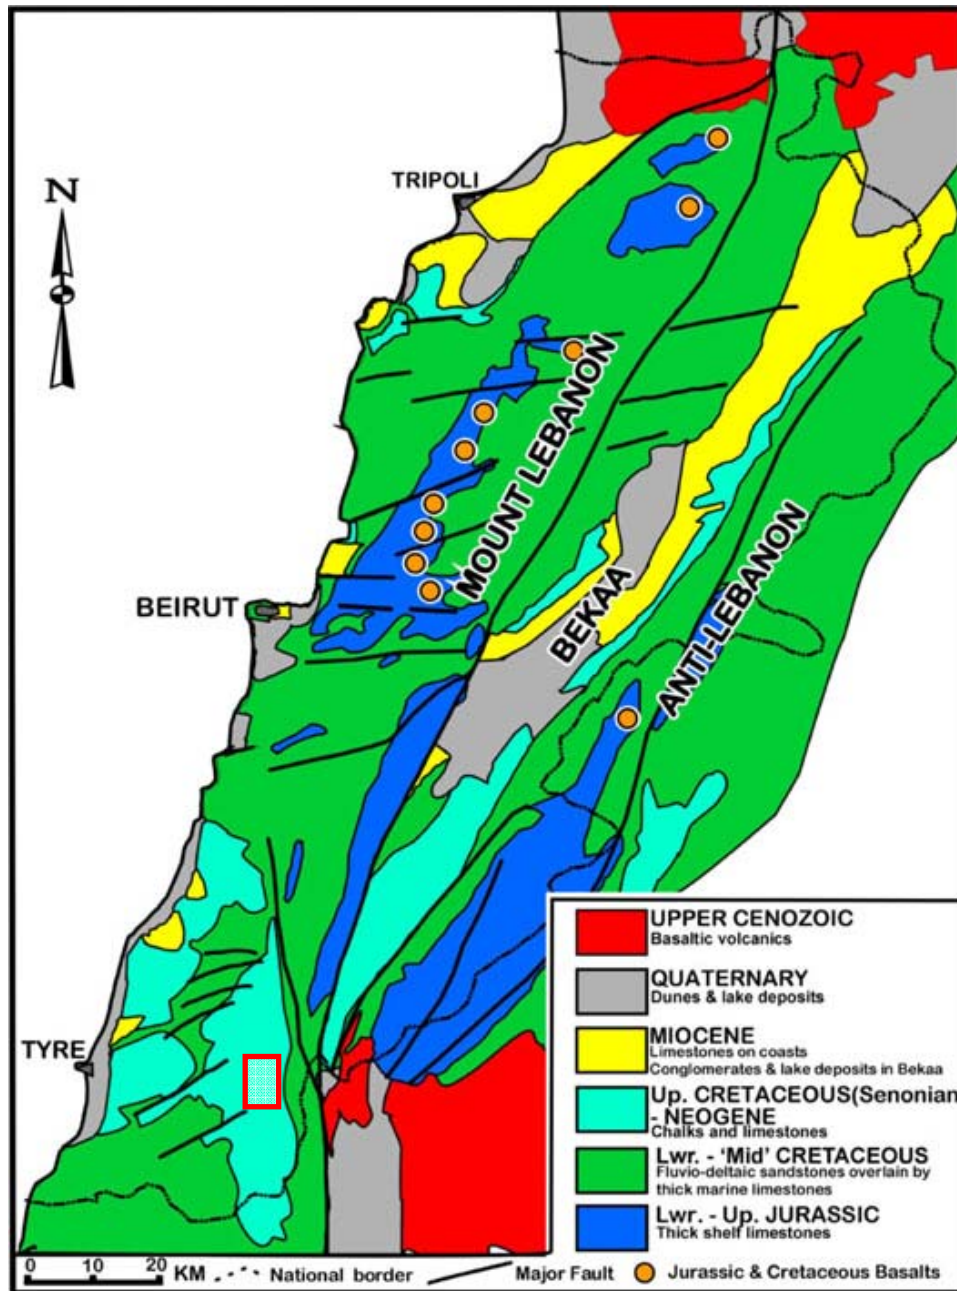 N
TRIPOLI
MOUNT LEBANON
BEIRUT
BEKAA
ANTI-LEBANON
TYRE
UPPER CENOZOIC
Basaltic volcanics
QUATERNARY
Dunes & lake deposits
MIOCENE
Limestones on coasts
Conglomerates & lake deposits in Bekaa
Up. CRETACEOUS(Senonian
- NEOGENE
Chalks and limestones
Lwr. - 'Mid' CRETACEOUS
Fluvio-deltaic sandstones overlain by
thick marine limestones
Lwr. - Up. JURASSIC
Thick shelf limestones
0 10 20
KM National border Major Fault Jurassic & Cretaceous Basalts